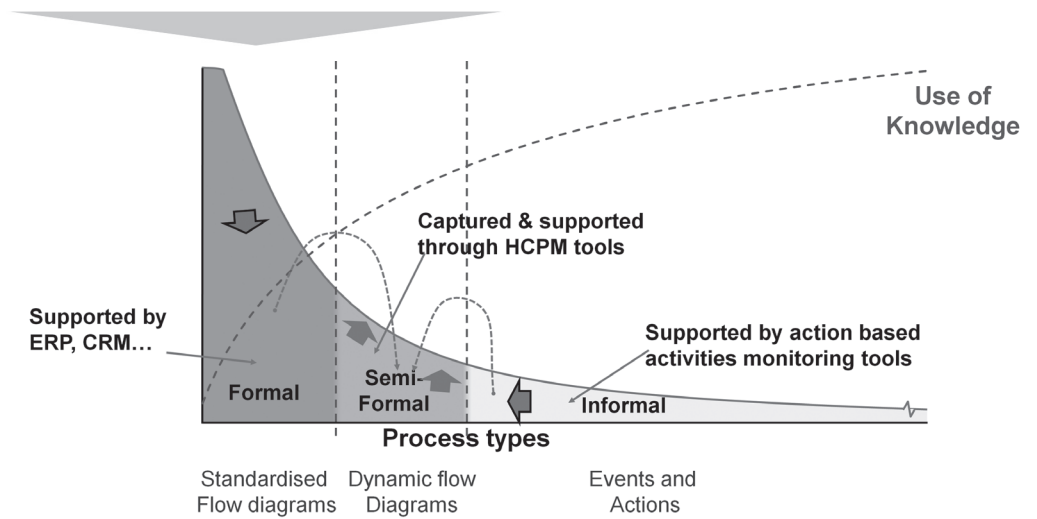 Use of
Knowledge
Captured & supported
through HCPM tools
Supported by
ERP, CRM...
Supported by action based
activities monitoring tools
Formal
Semi-
Formal
Informal
Process types
Standardised
Flow diagrams
Dynamic flow
Diagrams
Events and
Actions